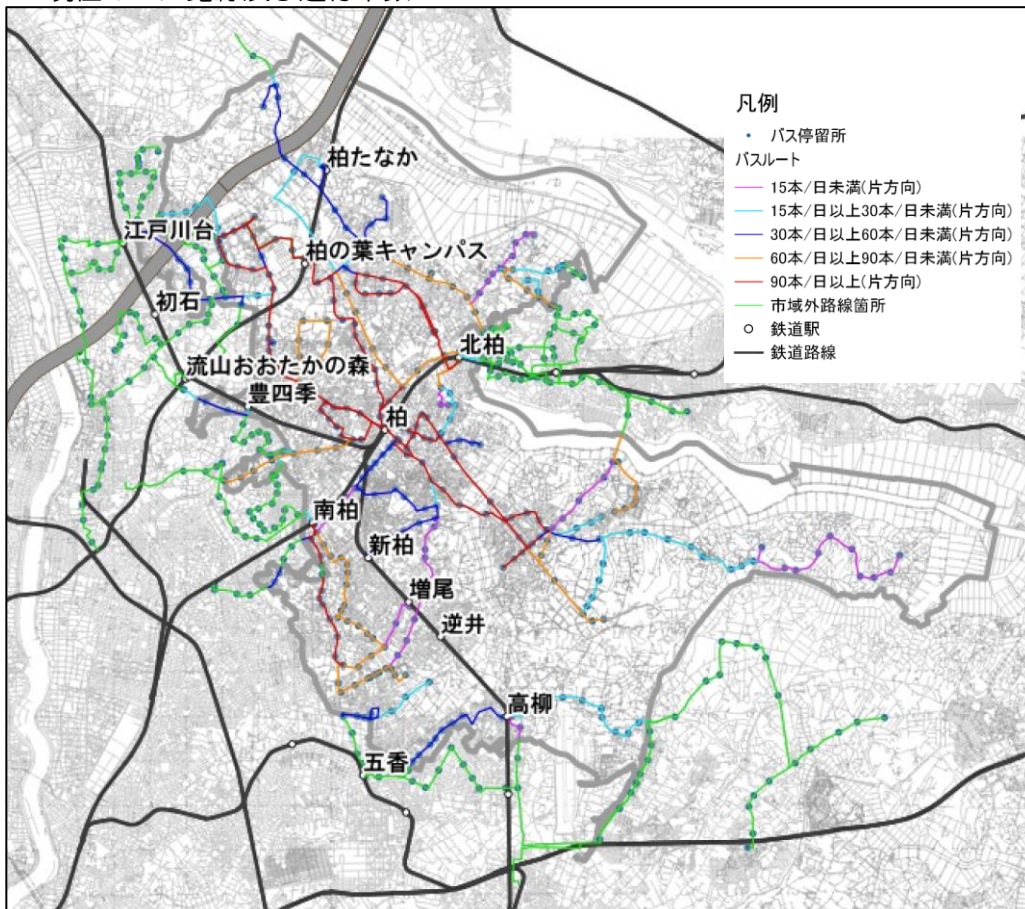 凡例
バス停留所
バスルート
15本/日未満(片方向)
15本/日以上30本/日未満(片方向)
30本/日以上60本/日未満(片方向)
60本/日以上90本/日未満(片方向)
90本/日以上(片方向)
市域外路線箇所
鉄道駅
鉄道路線
柏たなか
江戸川台
柏の葉キャンパス
初石
北柏
流山おおたかの森
豊四季
柏
南柏
新柏
増尾
逆井
高柳
五香